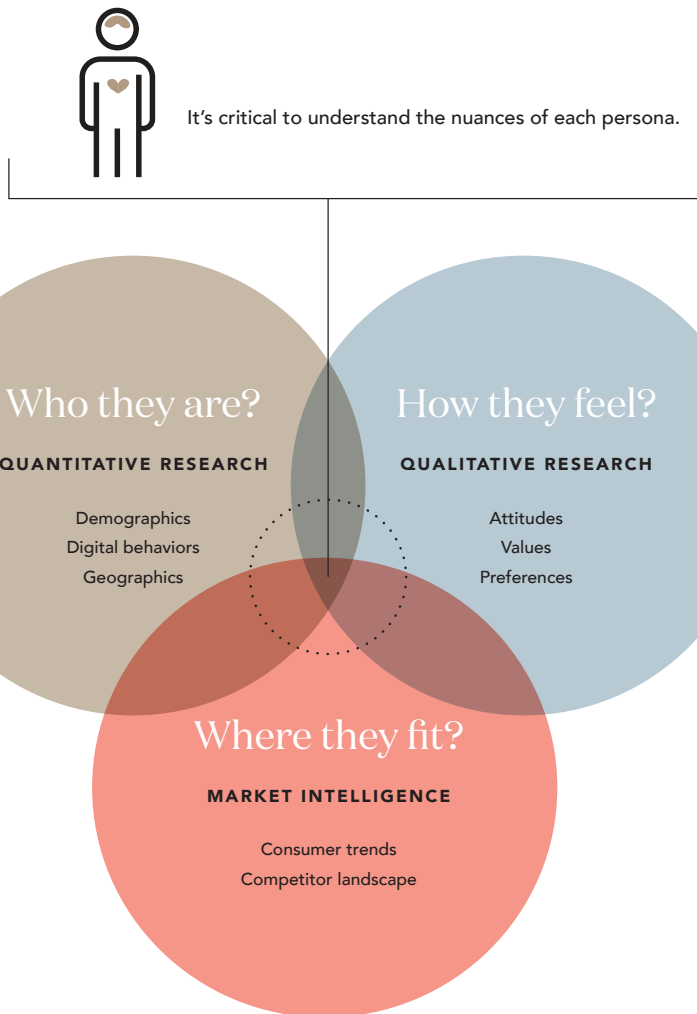 It's critical to understand the nuances of each persona.
Who they are?
QUANTITATIVE RESEARCH
Demographics
Digital behaviors
Geographics
How they feel?
QUALITATIVE RESEARCH
Attitudes
Values
Preferences
Where they fit?
MARKET INTELLIGENCE
Consumer trends
Competitor landscape